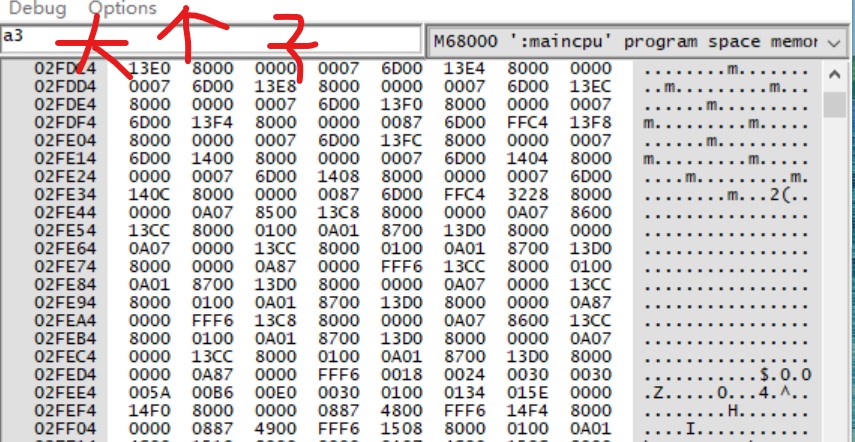 Debug Options
a3 M68000 ':maincpu' program space memor
02FDC4 13E0 8000 0000 0007 6D00 13E4 8000 0000 ........m.......
02FDD4 0007 6D00 13E8 8000 0000 0007 6D00 13EC ..m.........m...
02FDE4 8000 0000 0007 6D00 13F0 8000 0000 0007 ......m.........
02FDF4 6D00 13F4 8000 0000 0087 6D00 FFC4 13F8 m.........m.....
02FE04 8000 0000 0007 6D00 13FC 8000 0000 0007 ......m.........
02FE14 6D00 1400 8000 0000 0007 6D00 1404 8000 m.........m.....
02FE24 0000 0007 6D00 1408 8000 0000 0007 6D00 ....m.........m.
02FE34 140C 8000 0000 0087 6D00 FFC4 3228 8000 ........m...2(..
02FE44 0000 0A07 8500 13C8 8000 0000 0A07 8600 ................
02FE54 13CC 8000 0100 0A01 8700 13D0 8000 0000 ................
02FE64 0A07 0000 13CC 8000 0100 0A01 8700 13D0 ................
02FE74 8000 0000 0A87 0000 FFF6 13CC 8000 0100 ................
02FE84 0A01 8700 13D0 8000 0000 0A07 0000 13CC ................
02FE94 8000 0100 0A01 8700 13D0 8000 0000 0A87 ................
02FEA4 0000 FFF6 13C8 8000 0000 0A07 8600 13CC ................
02FEB4 8000 0100 0A01 8700 13D0 8000 0000 0A07 ................
02FEC4 0000 13CC 8000 0100 0A01 8700 13D0 8000 ................
02FED4 0000 0A87 0000 FFF6 0018 0024 0030 0030 ...........$.0.0
02FEE4 005A 00B6 00E0 0030 0100 0134 015E 0000 .Z.....0...4.^..
02FEF4 14F0 8000 0000 0887 4800 FFF6 14F4 8000 ........H.......
02FF04 0000 0887 4900 FFF6 1508 8000 0100 0A01 ....I...........